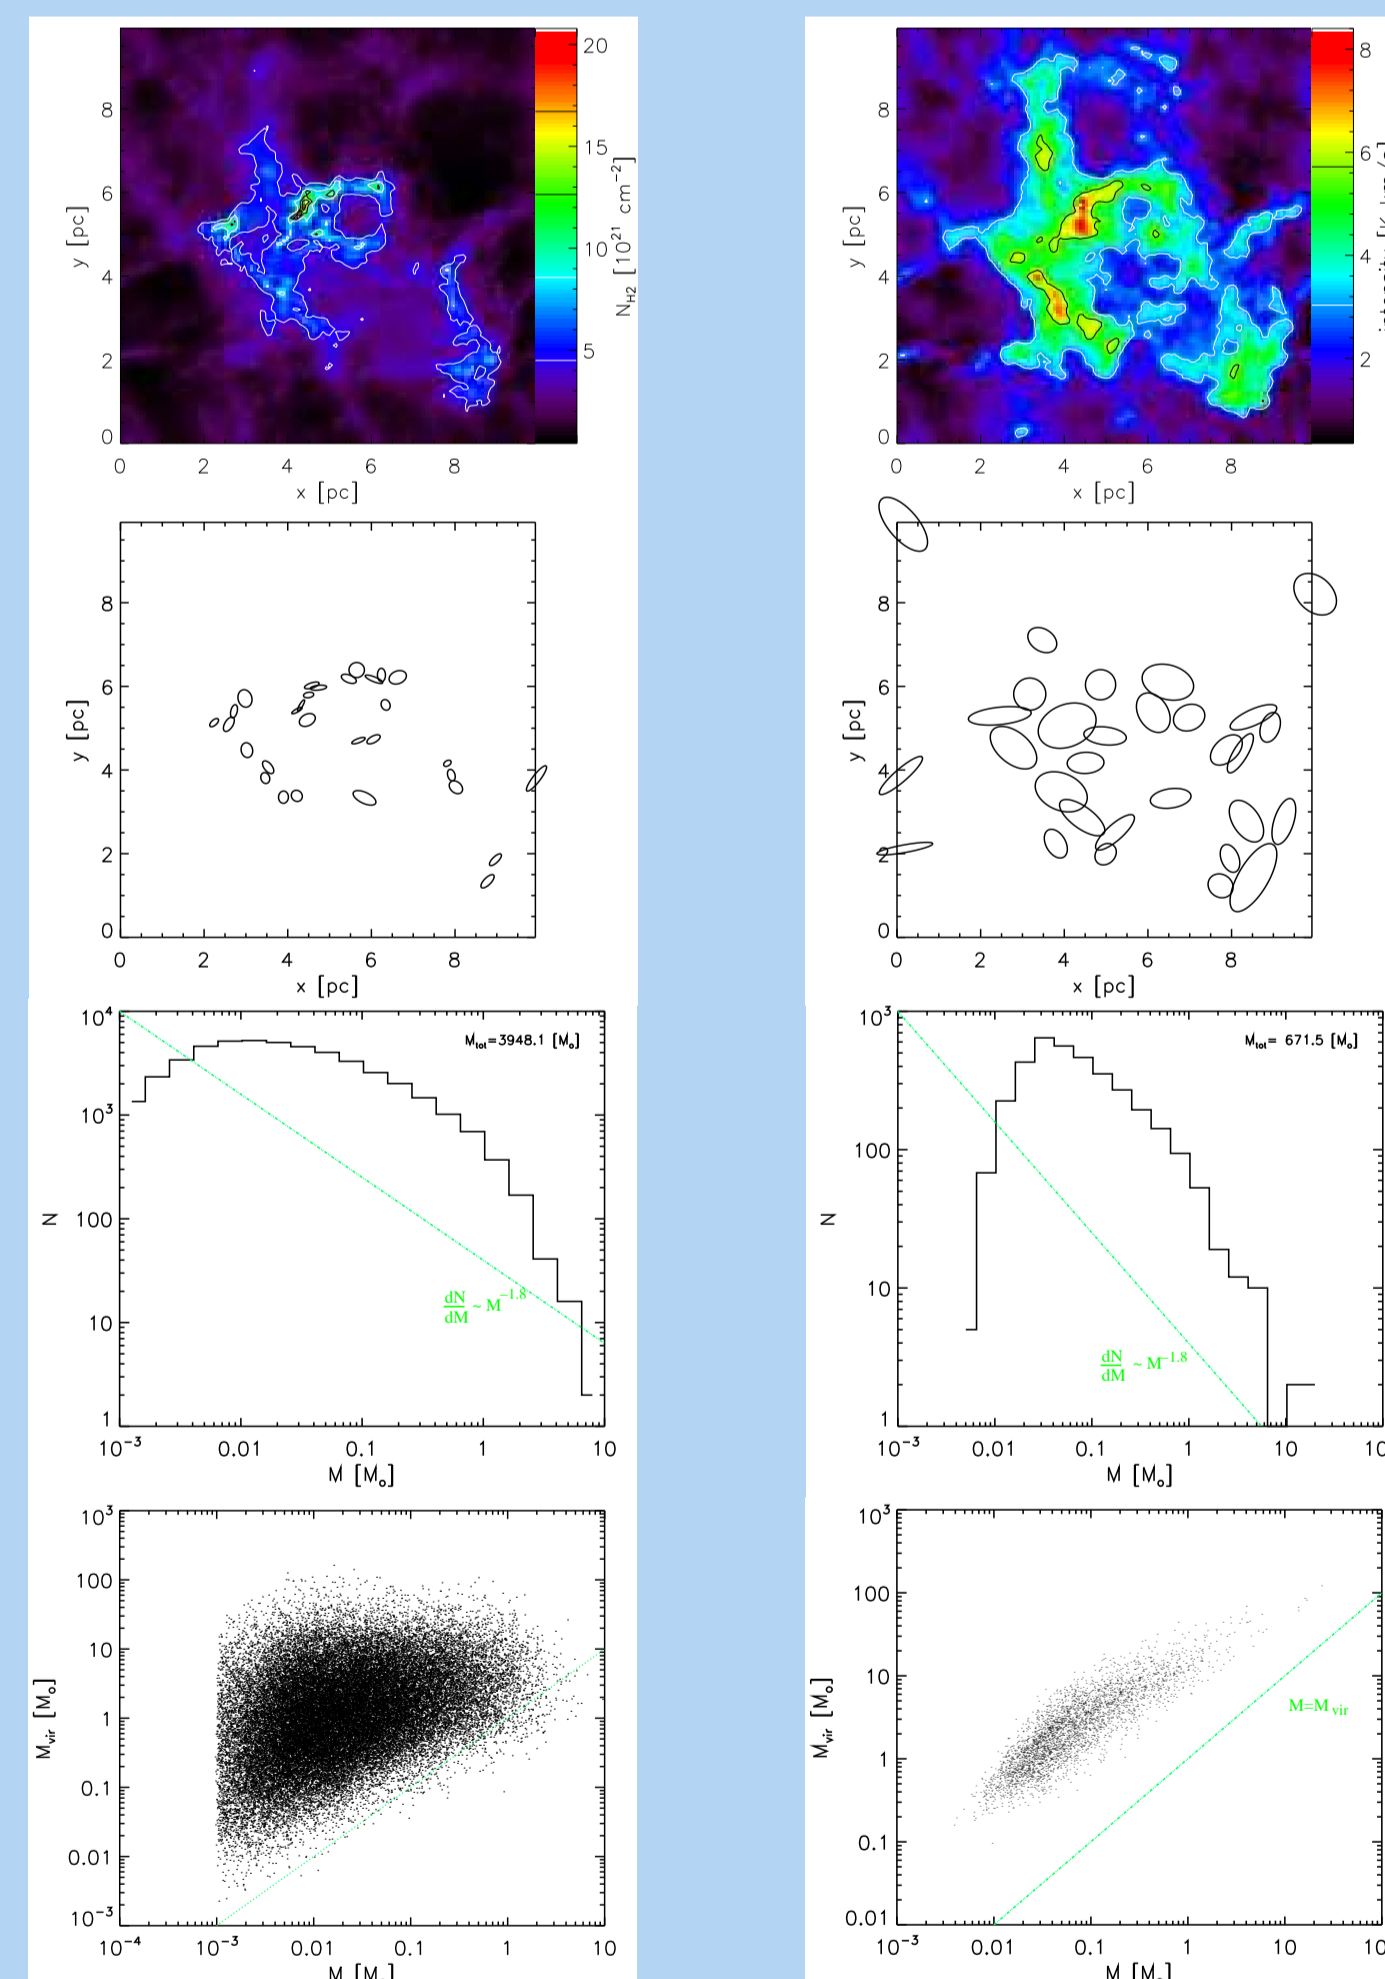 20
15
10
5
N_H2 [10^21 cm^-2]
8
6
4
2
0
y [pc]
0 2 4 6 8
x [pc]
8
6
4
2
8
6
4
2
0
y [pc]
0 2 4 6 8
x [pc]
8
6
4
2
0
y [pc]
0 2 4 6 8
x [pc]
8
6
4
2
0
y [pc]
0 2 4 6 8
x [pc]
M_tot=3948.1 [M_o]
10^4
10^3
100
10
1
N
dN/dM ~ M^-1.8
10^-3 0.01 0.1 1 10
M [M_o]
M_tot= 671.5 [M_o]
10^3
100
10
1
N
dN/dM ~ M^-1.8
10^-3 0.01 0.1 1 10
M [M_o]
10^3
100
10
1
0.1
0.01
10^-3
M_vir [M_o]
10^-4 10^-3 0.01 0.1 1 10
M [M_o]
10^3
100
10
1
0.1
0.01
M_vir [M_o]
M=M_vir
10^-3 0.01 0.1 1 10
M [M_o]